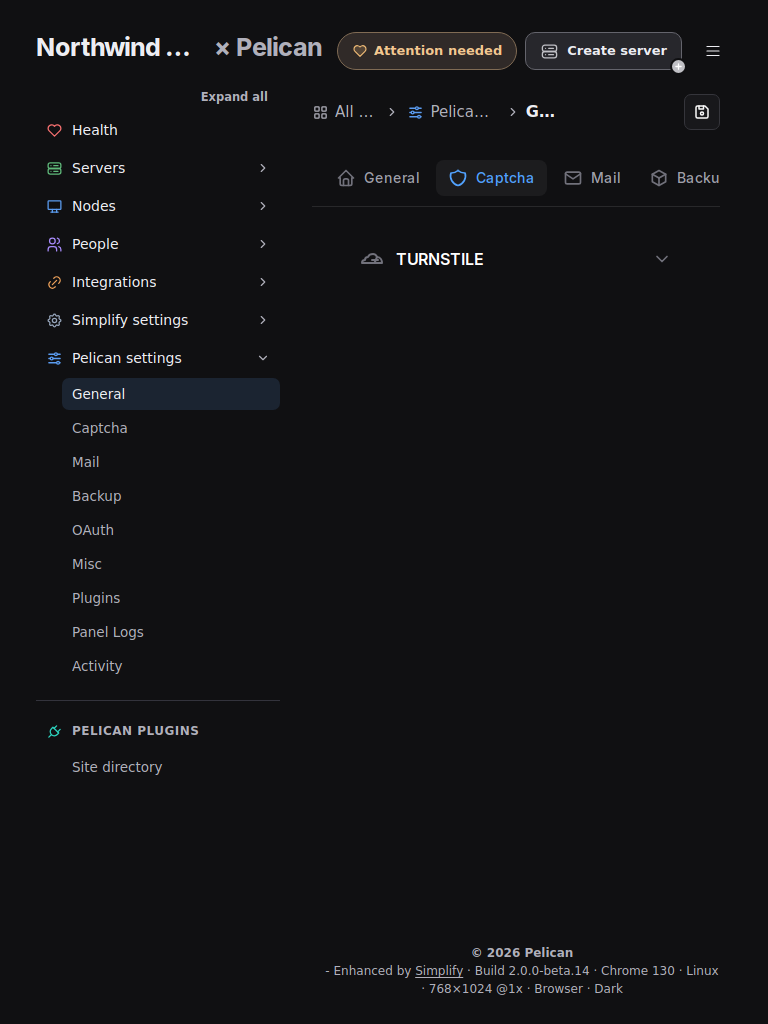 Northwind ... × Pelican
Attention needed
Create server
Expand all
Health
Servers
Nodes
People
Integrations
Simplify settings
Pelican settings
General
Captcha
Mail
Backup
OAuth
Misc
Plugins
Panel Logs
Activity
PELICAN PLUGINS
Site directory
All ... Pelica... G...
General Captcha Mail Backu
TURNSTILE
© 2026 Pelican
- Enhanced by Simplify · Build 2.0.0-beta.14 · Chrome 130 · Linux
· 768×1024 @1x · Browser · Dark